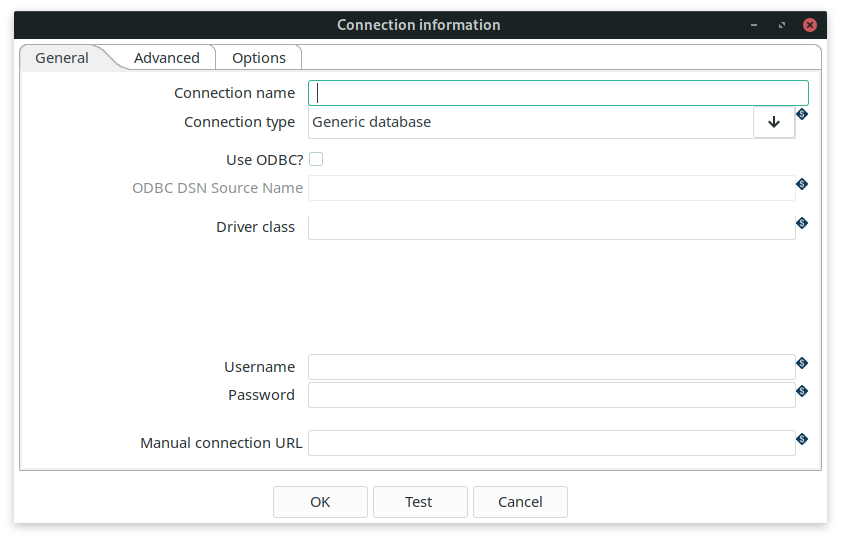 Connection information
General Advanced Options
Connection name
Connection type Generic database
Use ODBC?
ODBC DSN Source Name
Driver class
Username
Password
Manual connection URL
OK Test Cancel